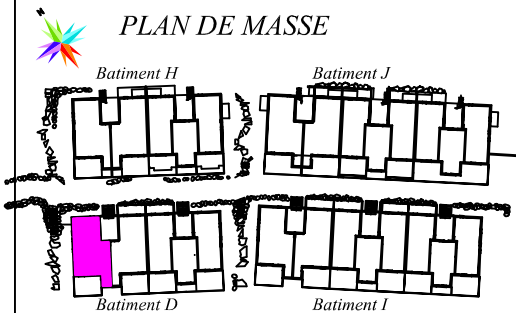 N
PLAN DE MASSE
Batiment H
Batiment J
Batiment D
Batiment I